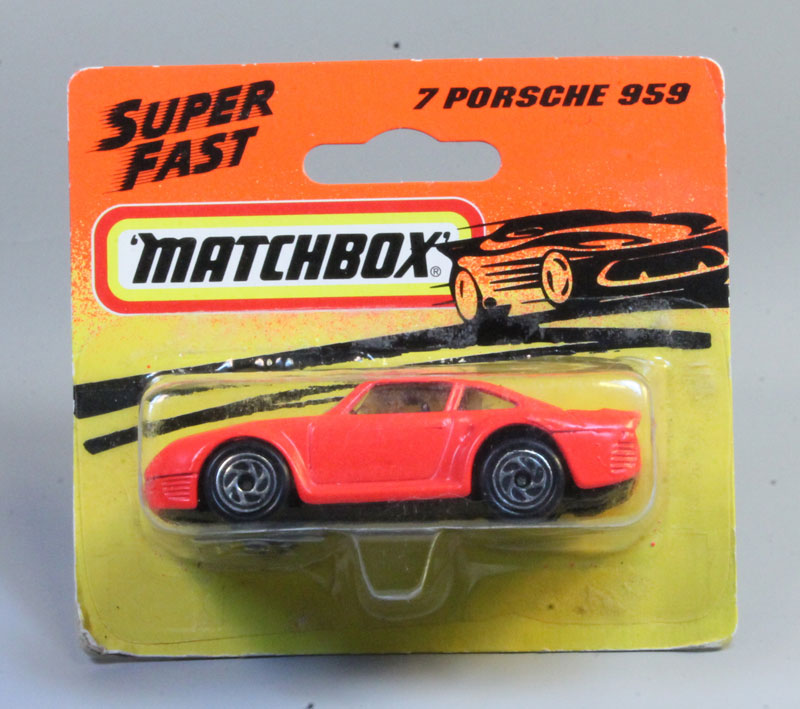 SUPER FAST
7 PORSCHE 959
'MATCHBOX'®